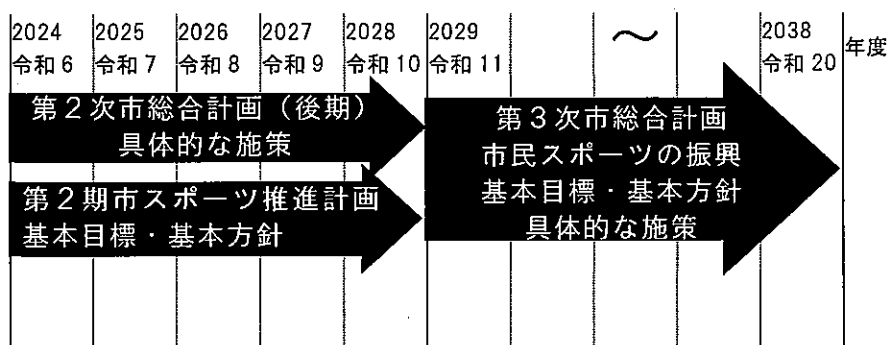 2024 2025 2026 2027 2028 2029 ～ 2038
令和6 令和7 令和8 令和9 令和10 令和11 令和20 年度
第2次市総合計画（後期）
具体的な施策
第2期市スポーツ推進計画
基本目標・基本方針
第3次市総合計画
市民スポーツの振興
基本目標・基本方針
具体的な施策